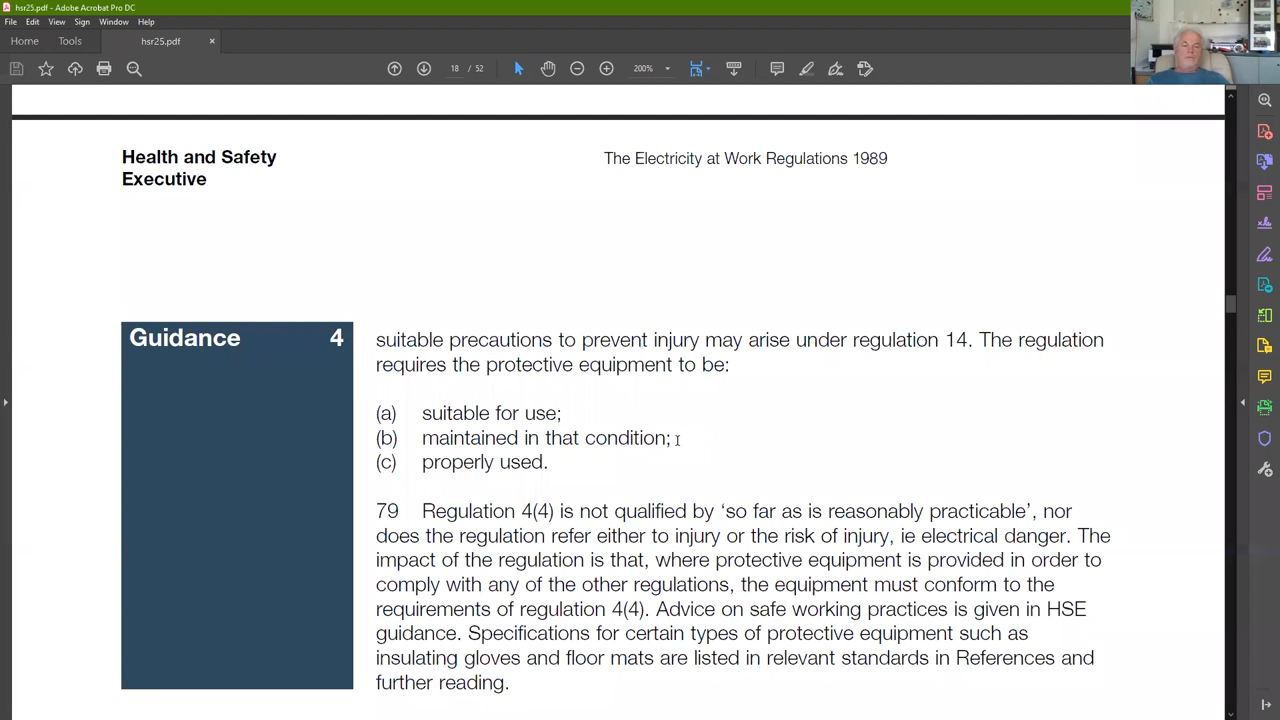 hsr25.pdf - Adobe Acrobat Pro DC
File Edit View Sign Window Help
Home Tools hsr25.pdf ×
18 / 52 200%
Health and Safety
Executive
The Electricity at Work Regulations 1989
Guidance 4
suitable precautions to prevent injury may arise under regulation 14. The regulation
requires the protective equipment to be:
(a) suitable for use;
(b) maintained in that condition;
(c) properly used.
79 Regulation 4(4) is not qualified by ‘so far as is reasonably practicable’, nor
does the regulation refer either to injury or the risk of injury, ie electrical danger. The
impact of the regulation is that, where protective equipment is provided in order to
comply with any of the other regulations, the equipment must conform to the
requirements of regulation 4(4). Advice on safe working practices is given in HSE
guidance. Specifications for certain types of protective equipment such as
insulating gloves and floor mats are listed in relevant standards in References and
further reading.